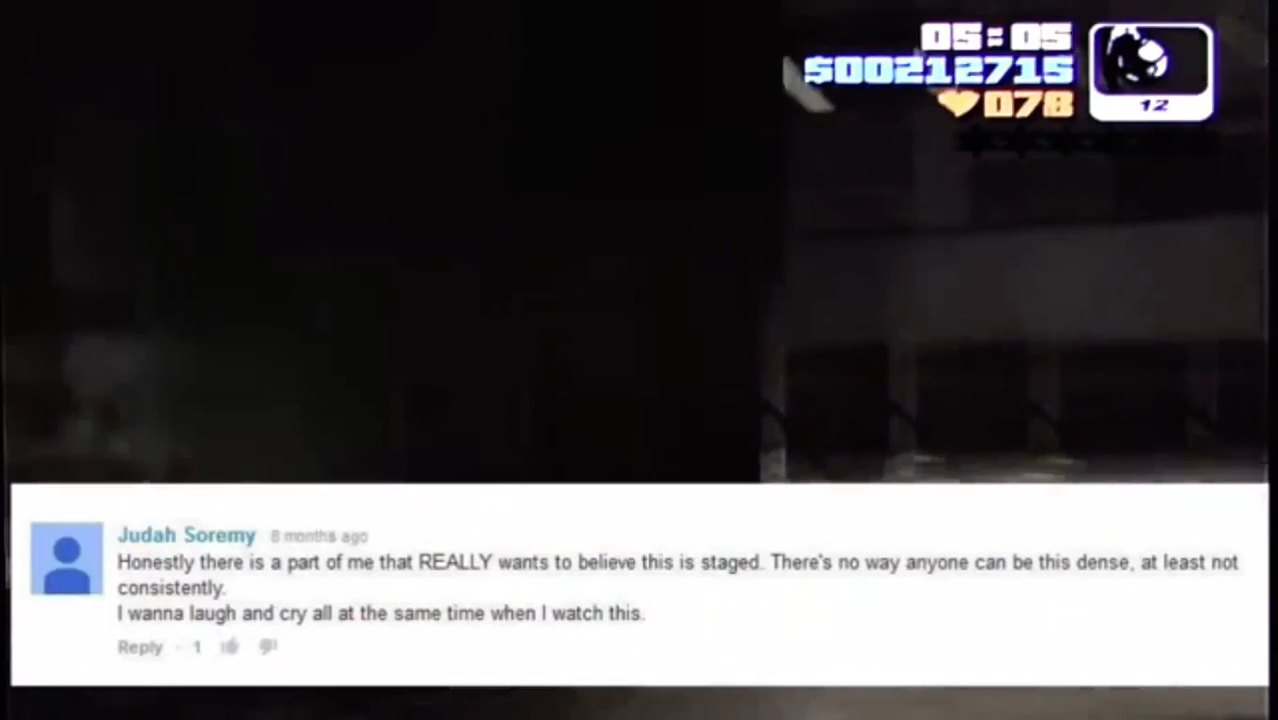 05:05
$00212715
078
12
Judah Soremy 8 months ago
Honestly there is a part of me that REALLY wants to believe this is staged. There's no way anyone can be this dense, at least not
consistently.
I wanna laugh and cry all at the same time when I watch this.
Reply · 1